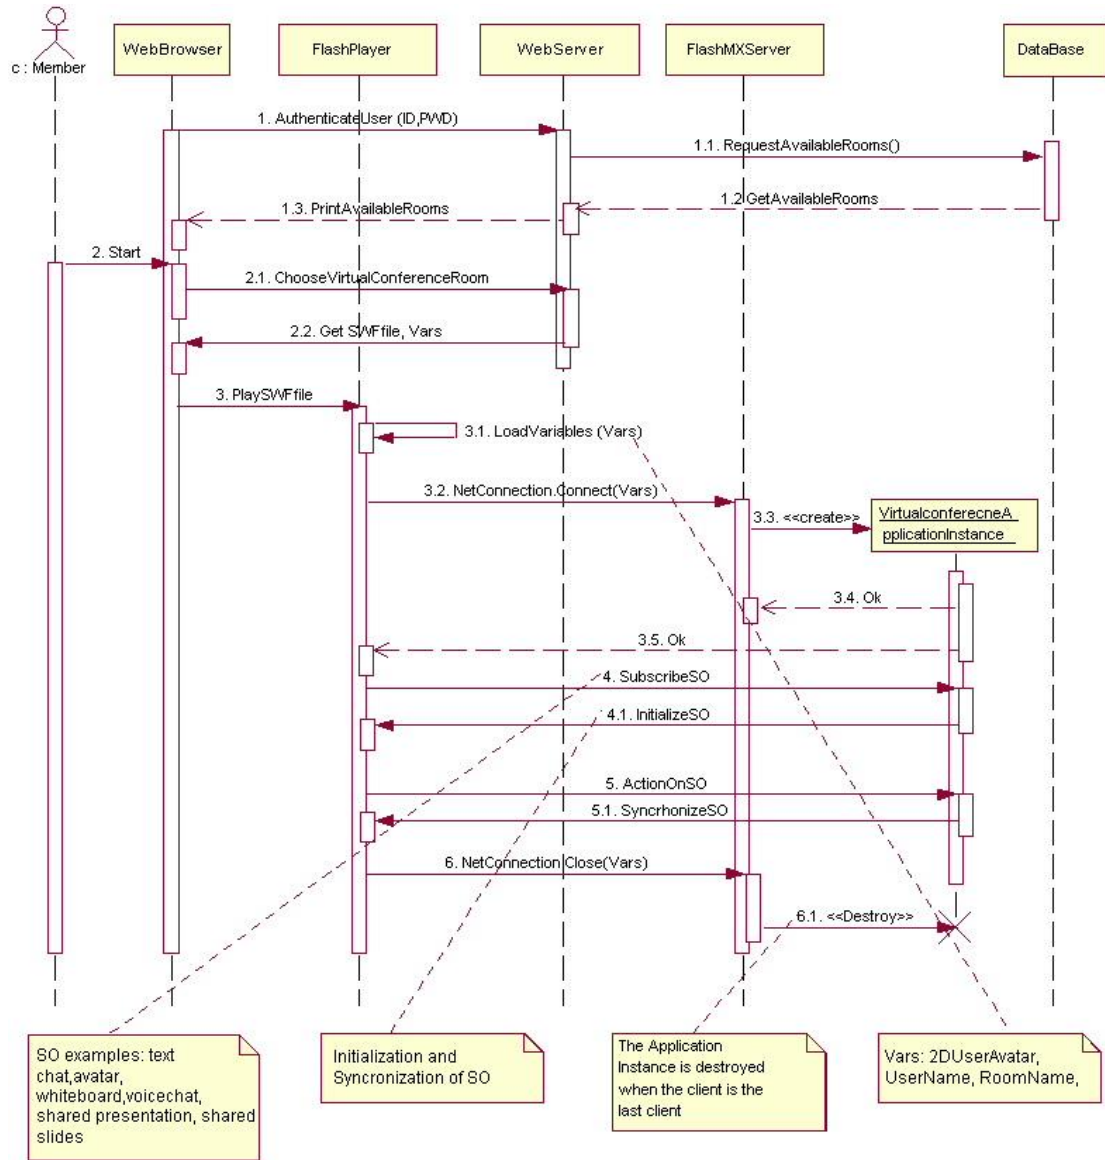 c : Member
WebBrowser
FlashPlayer
WebServer
FlashMXServer
DataBase
1. AuthenticateUser (ID,PWD)
1.1. RequestAvailableRooms()
1.2 GetAvailableRooms
1.3. PrintAvailableRooms
2. Start
2.1. ChooseVirtualConferenceRoom
2.2. Get SWFfile, Vars
3. PlaySWFfile
3.1. LoadVariables (Vars)
3.2. NetConnection.Connect(Vars)
3.3. <<create>>
VirtualconferecneA
pplicationInstance
3.4. Ok
3.5. Ok
4. SubscribeSO
4.1. InitializeSO
5. ActionOnSO
5.1. SyncrhonizeSO
6. NetConnection.Close(Vars)
6.1. <<Destroy>>
SO examples: text
chat,avatar,
whiteboard,voicechat,
shared presentation, shared
slides
Initialization and
Syncronization of SO
The Application
Instance is destroyed
when the client is the
last client
Vars: 2DUserAvatar,
UserName, RoomName,